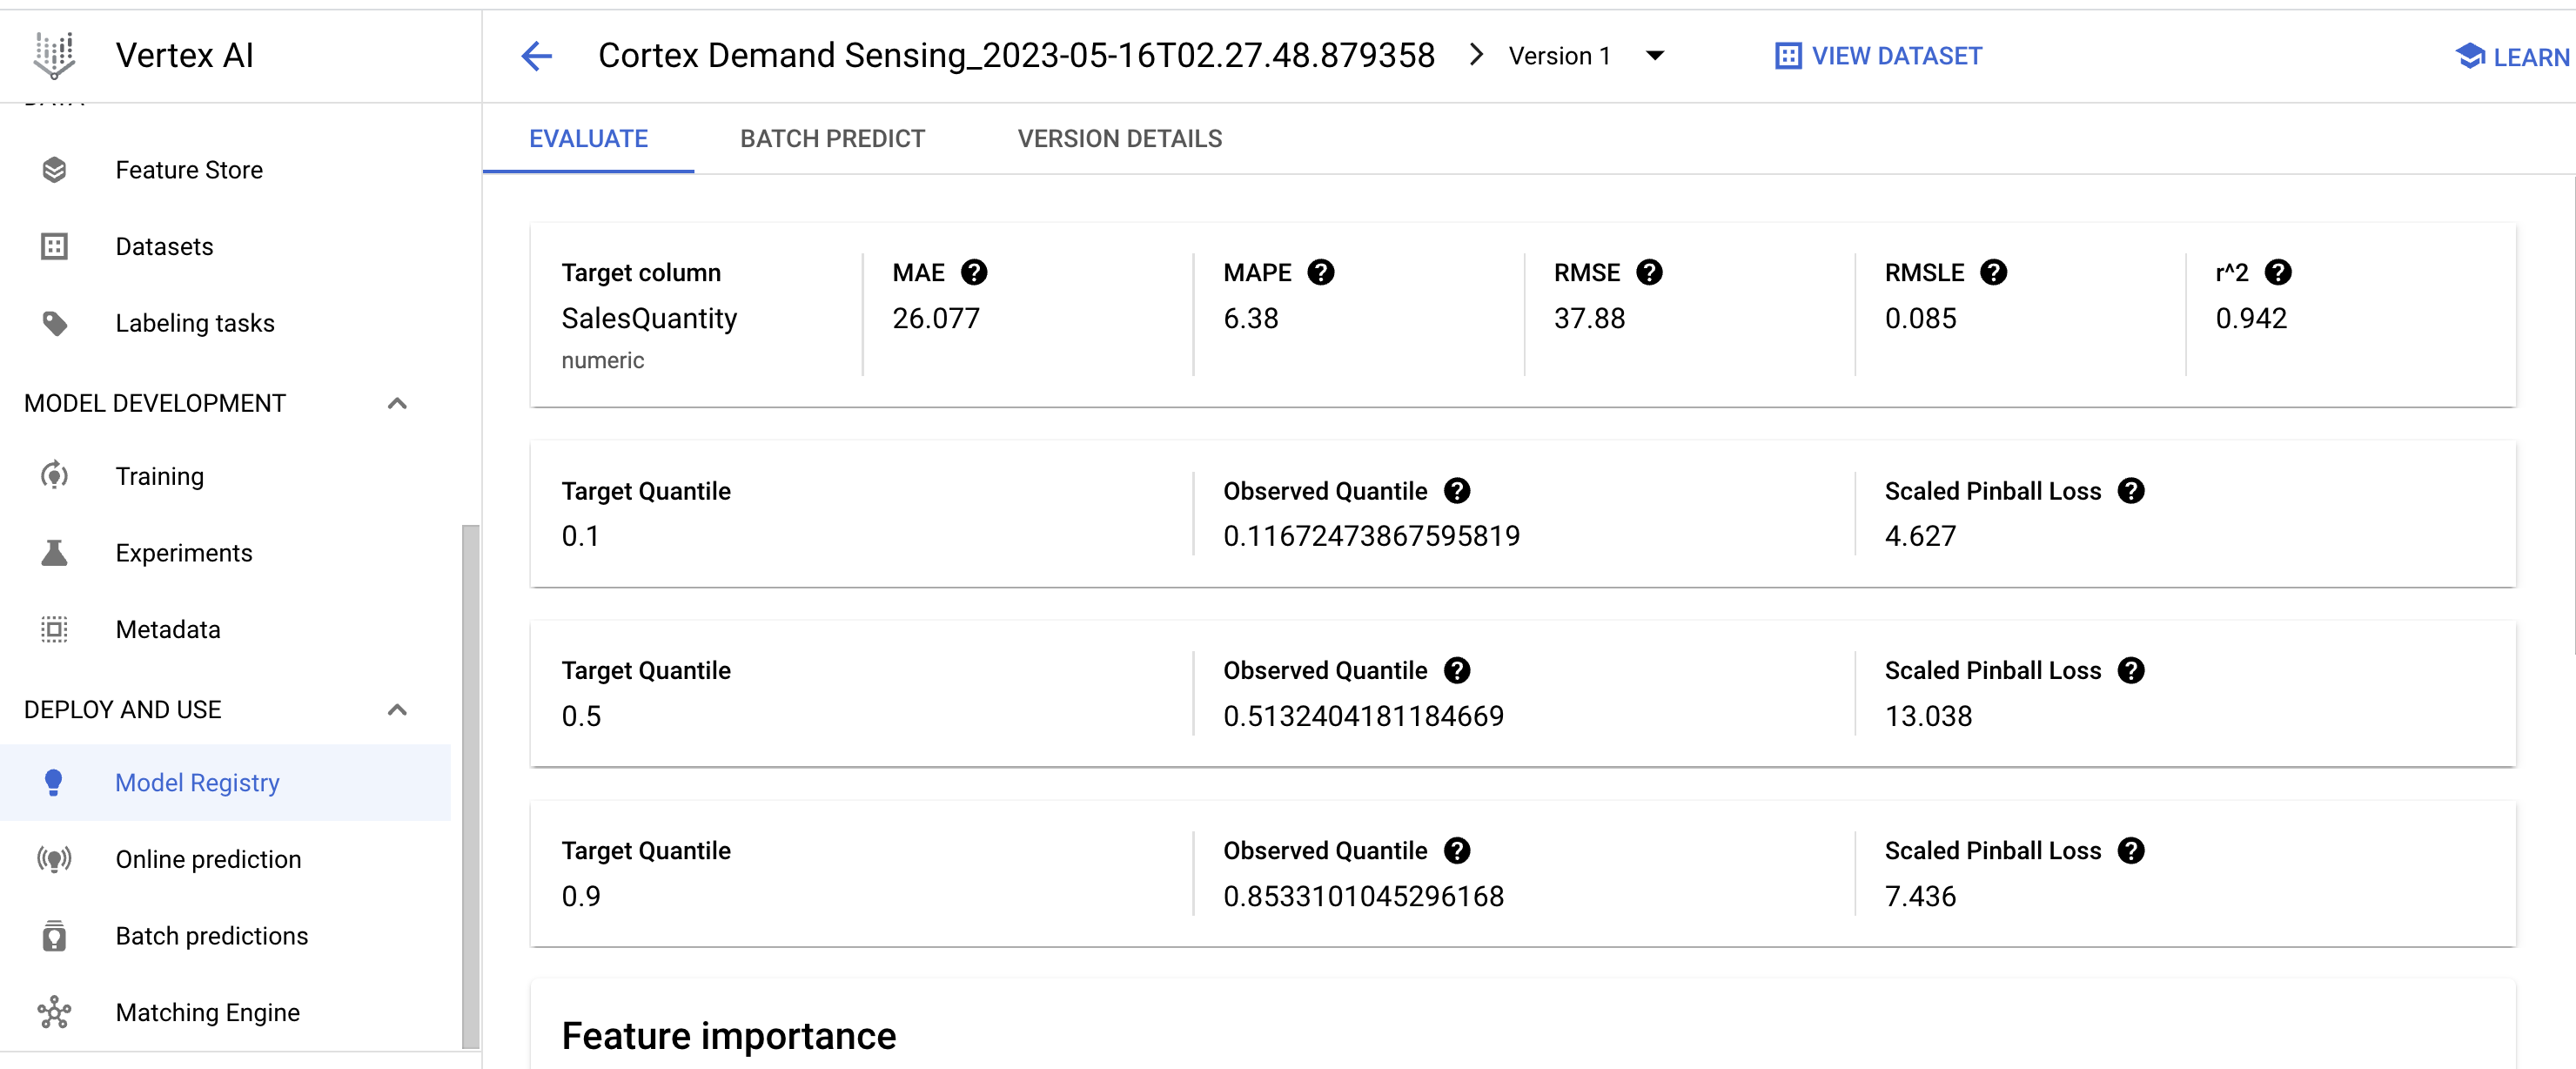 Vertex AI
Cortex Demand Sensing_2023-05-16T02.27.48.879358
Version 1
VIEW DATASET
LEARN
Feature Store
Datasets
Labeling tasks
MODEL DEVELOPMENT
Training
Experiments
Metadata
DEPLOY AND USE
Model Registry
Online prediction
Batch predictions
Matching Engine
EVALUATE
BATCH PREDICT
VERSION DETAILS
Target column
SalesQuantity
numeric
MAE
26.077
MAPE
6.38
RMSE
37.88
RMSLE
0.085
r^2
0.942
Target Quantile
0.1
Observed Quantile
0.11672473867595819
Scaled Pinball Loss
4.627
Target Quantile
0.5
Observed Quantile
0.5132404181184669
Scaled Pinball Loss
13.038
Target Quantile
0.9
Observed Quantile
0.8533101045296168
Scaled Pinball Loss
7.436
Feature importance